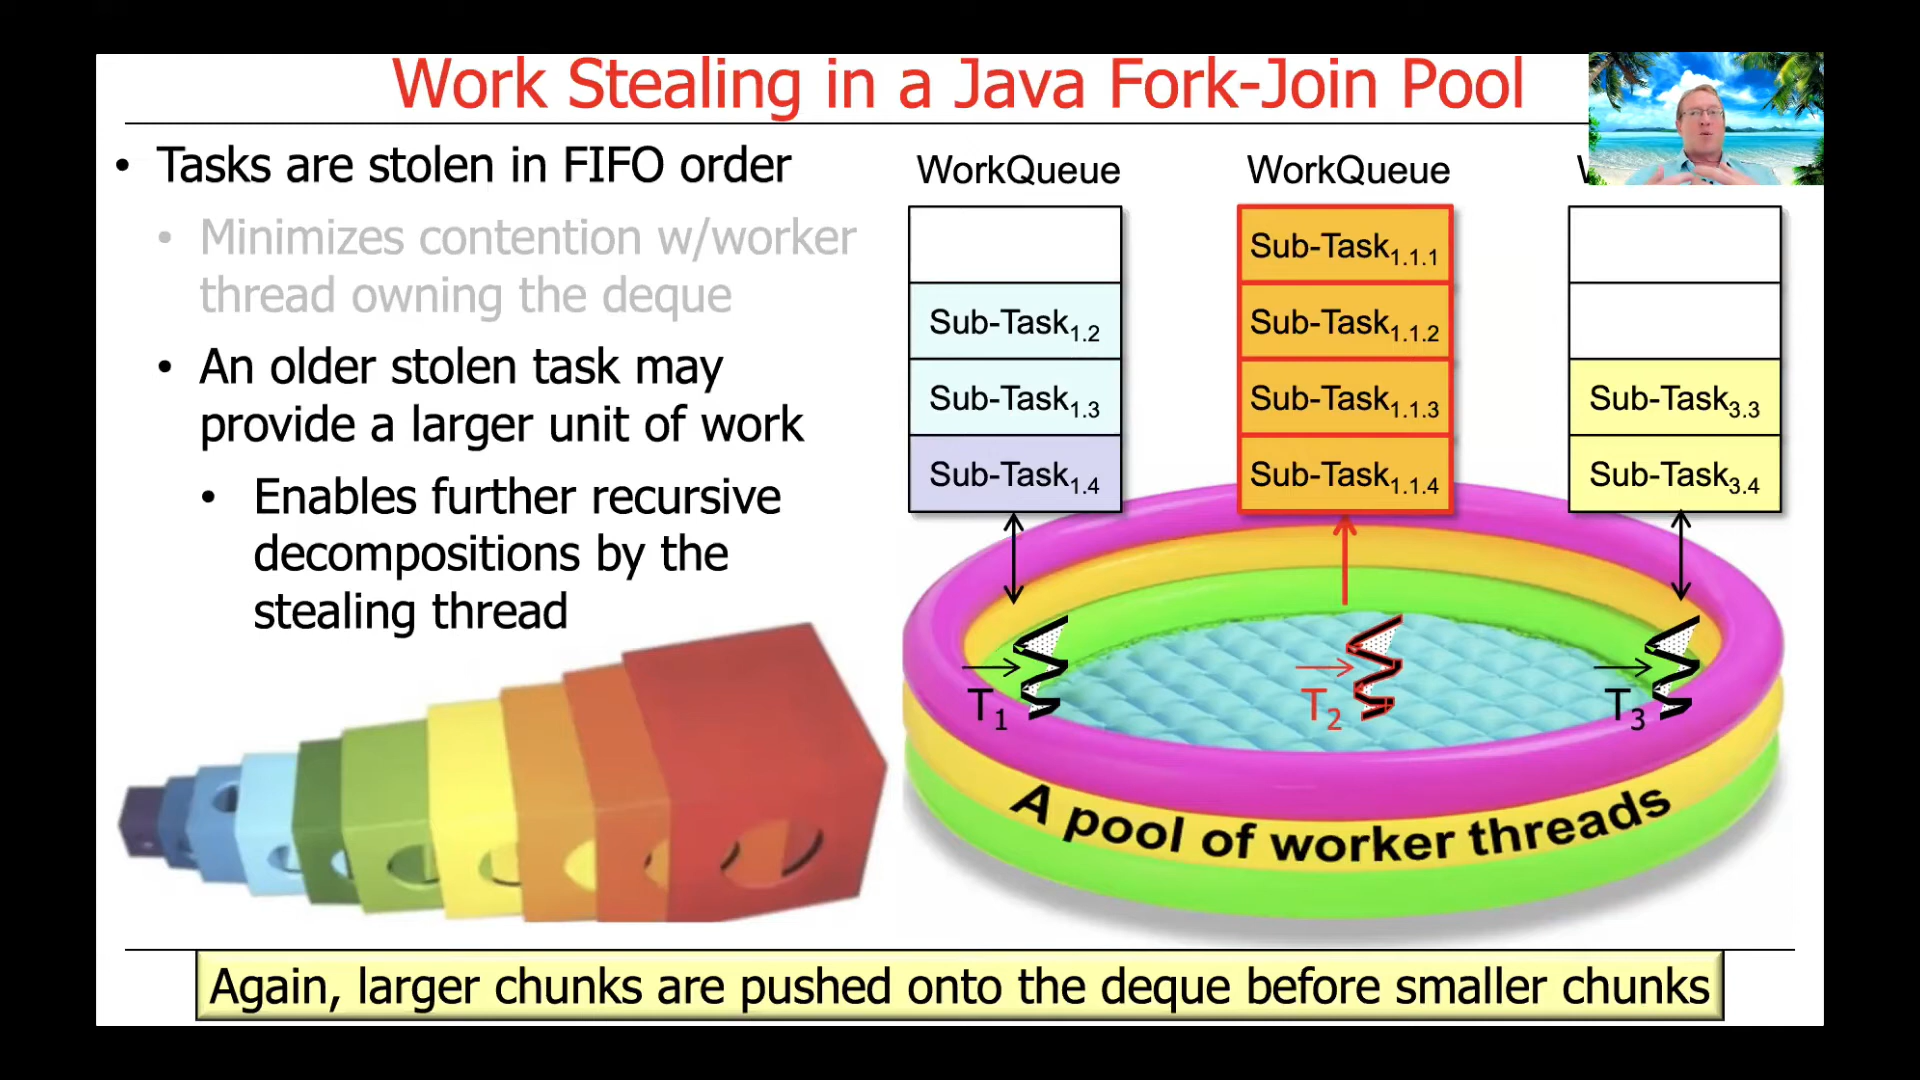 Work Stealing in a Java Fork-Join Pool
• Tasks are stolen in FIFO order
• Minimizes contention w/worker
thread owning the deque
• An older stolen task may
provide a larger unit of work
• Enables further recursive
decompositions by the
stealing thread
WorkQueue
Sub-Task1.2
Sub-Task1.3
Sub-Task1.4
WorkQueue
Sub-Task1.1.1
Sub-Task1.1.2
Sub-Task1.1.3
Sub-Task1.1.4
Sub-Task3.3
Sub-Task3.4
T1
T2
T3
A pool of worker threads
Again, larger chunks are pushed onto the deque before smaller chunks